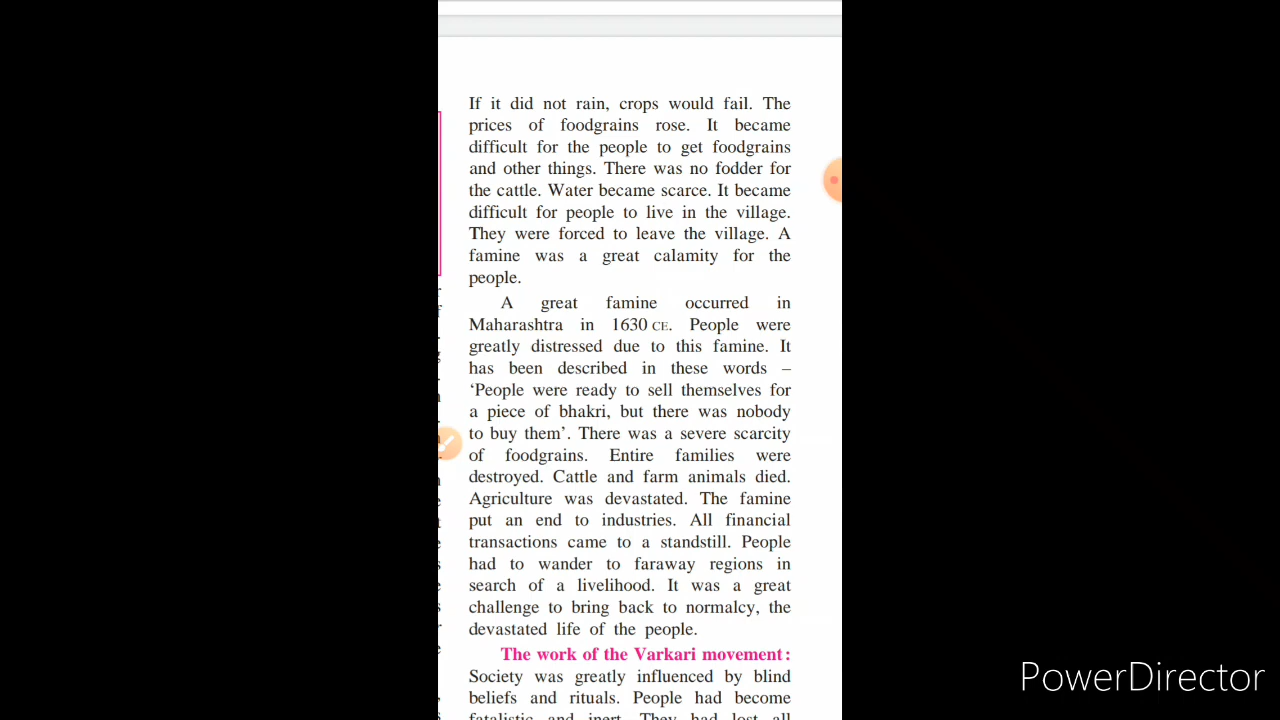 If it did not rain, crops would fail. The
prices of foodgrains rose. It became
difficult for the people to get foodgrains
and other things. There was no fodder for
the cattle. Water became scarce. It became
difficult for people to live in the village.
They were forced to leave the village. A
famine was a great calamity for the
people.
A great famine occurred in
Maharashtra in 1630 CE. People were
greatly distressed due to this famine. It
has been described in these words –
‘People were ready to sell themselves for
a piece of bhakri, but there was nobody
to buy them’. There was a severe scarcity
of foodgrains. Entire families were
destroyed. Cattle and farm animals died.
Agriculture was devastated. The famine
put an end to industries. All financial
transactions came to a standstill. People
had to wander to faraway regions in
search of a livelihood. It was a great
challenge to bring back to normalcy, the
devastated life of the people.
The work of the Varkari movement :
Society was greatly influenced by blind
beliefs and rituals. People had become
fatalistic and inert. They had lost all
PowerDirector